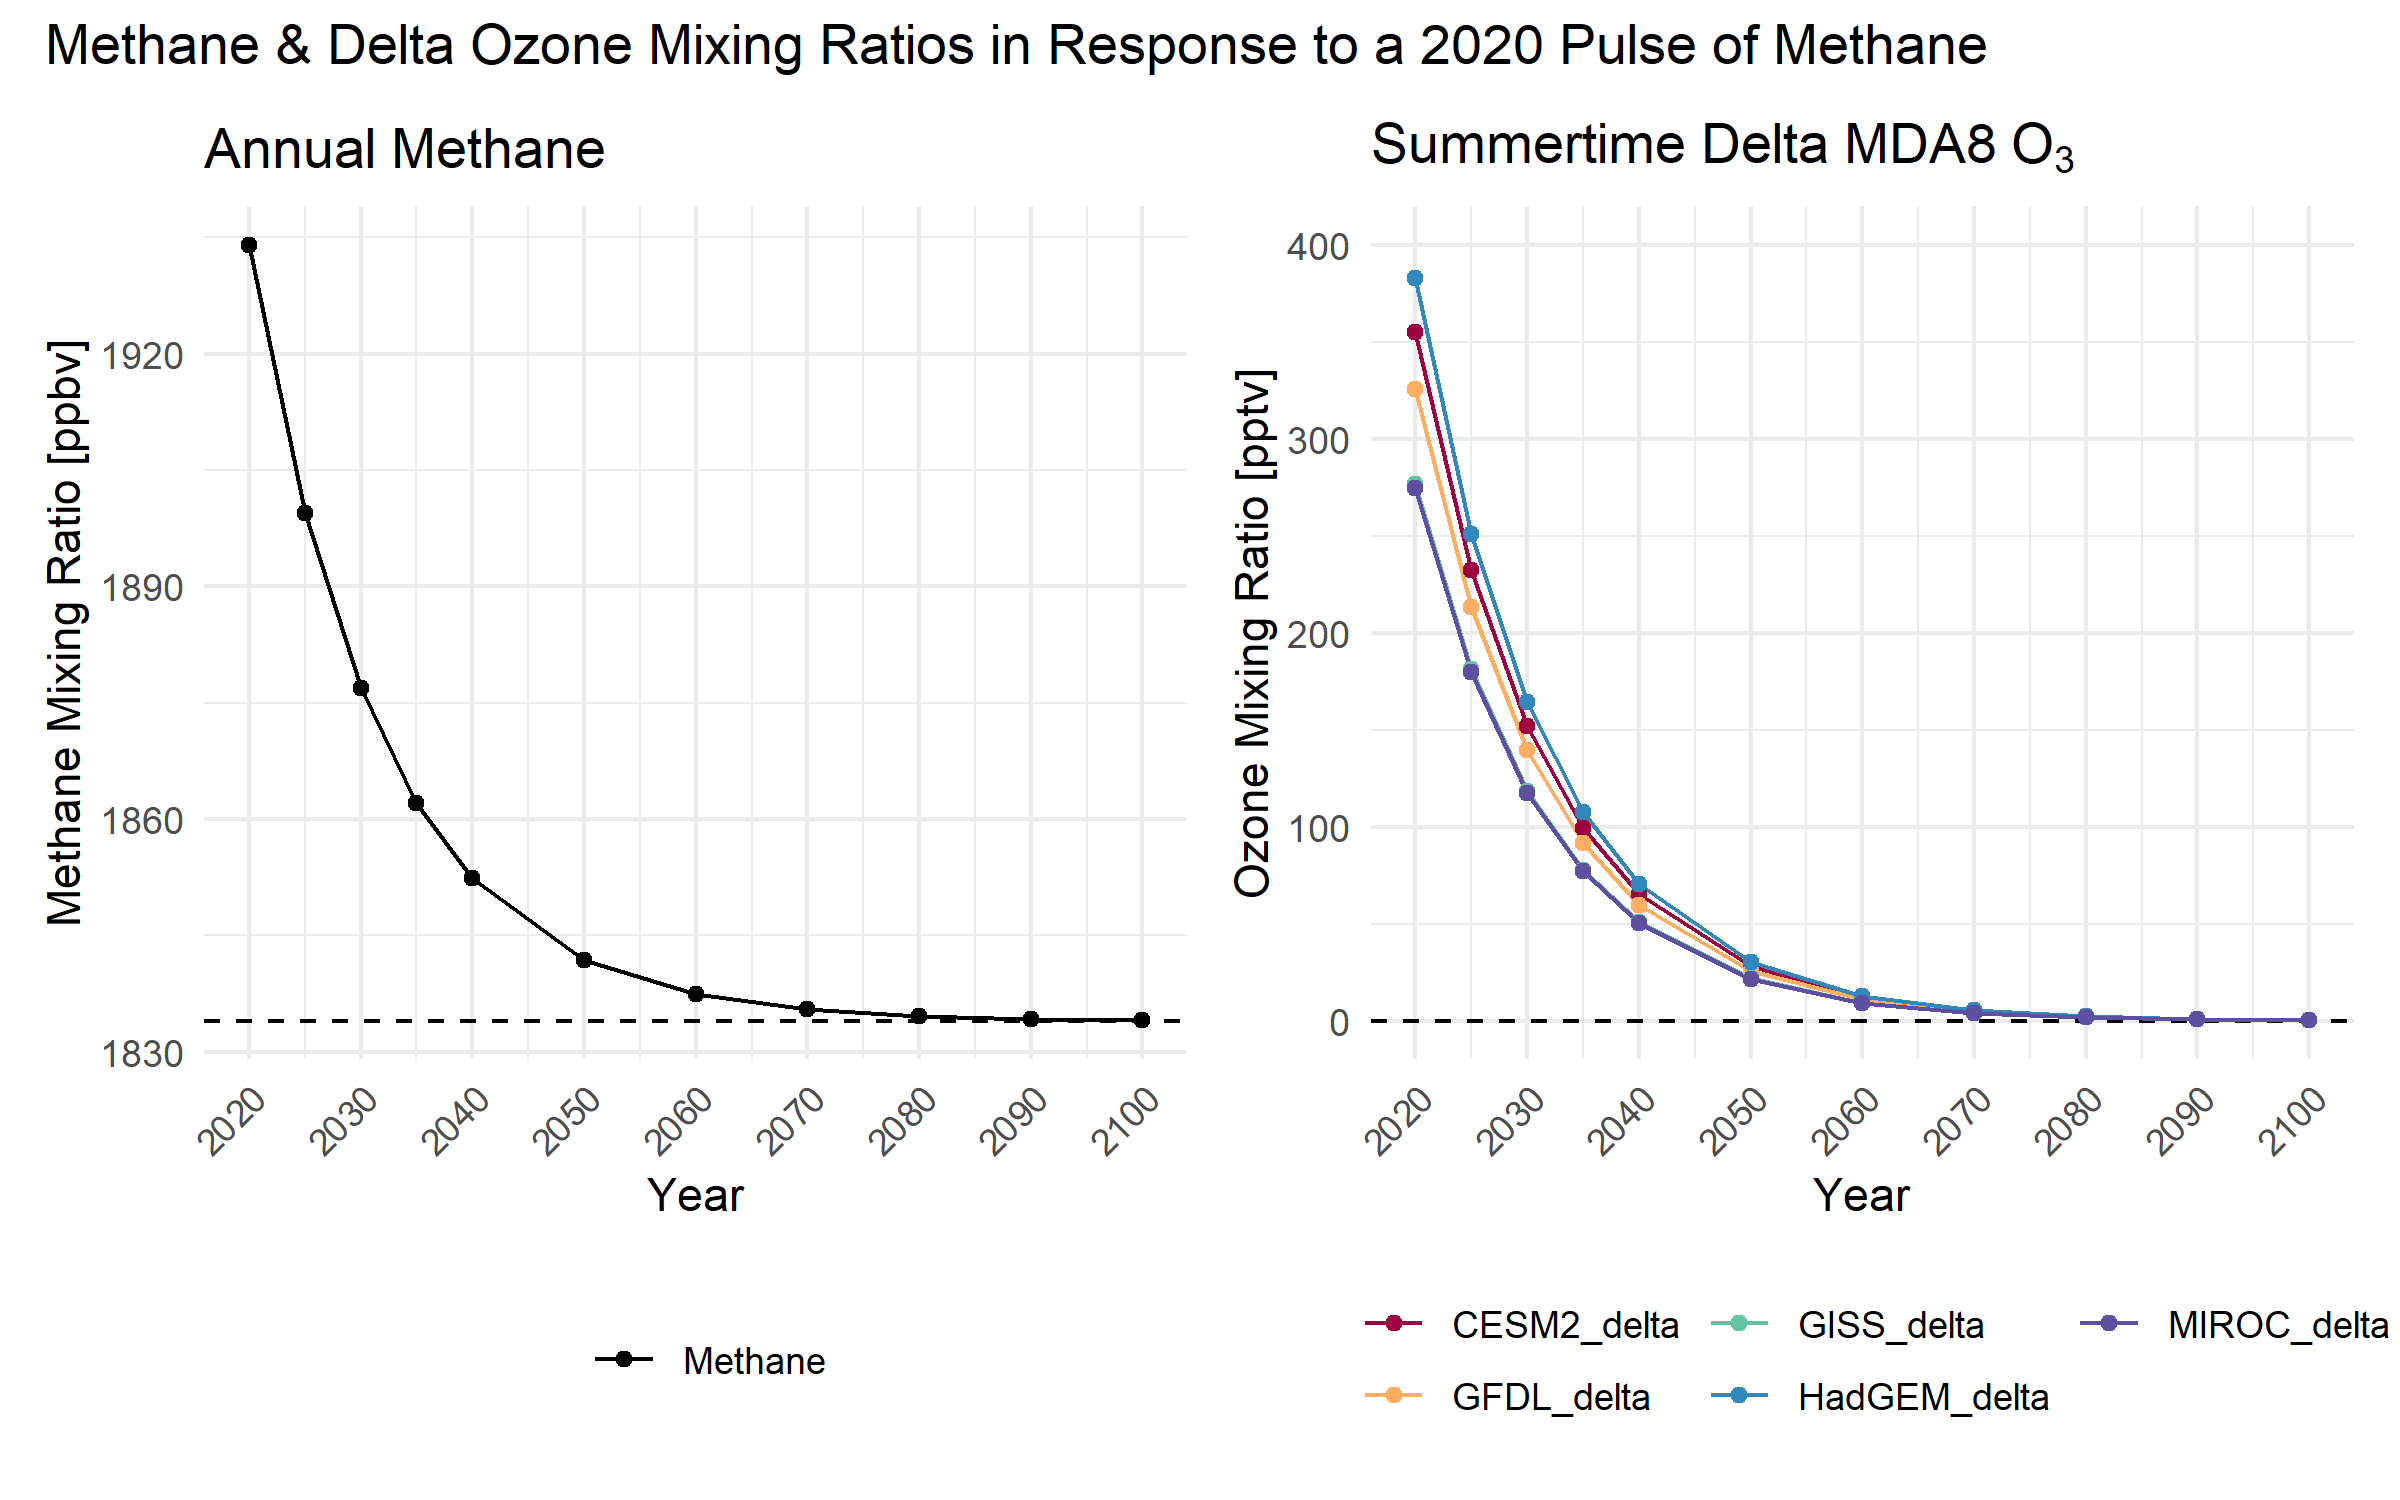 Methane & Delta Ozone Mixing Ratios in Response to a 2020 Pulse of Methane
Annual Methane
Methane Mixing Ratio [ppbv]
1920
1890
1860
1830
2020 2030 2040 2050 2060 2070 2080 2090 2100
Year
Methane
Summertime Delta MDA8 O₃
Ozone Mixing Ratio [pptv]
400
300
200
100
0
2020 2030 2040 2050 2060 2070 2080 2090 2100
Year
CESM2_delta GISS_delta MIROC_delta
GFDL_delta HadGEM_delta